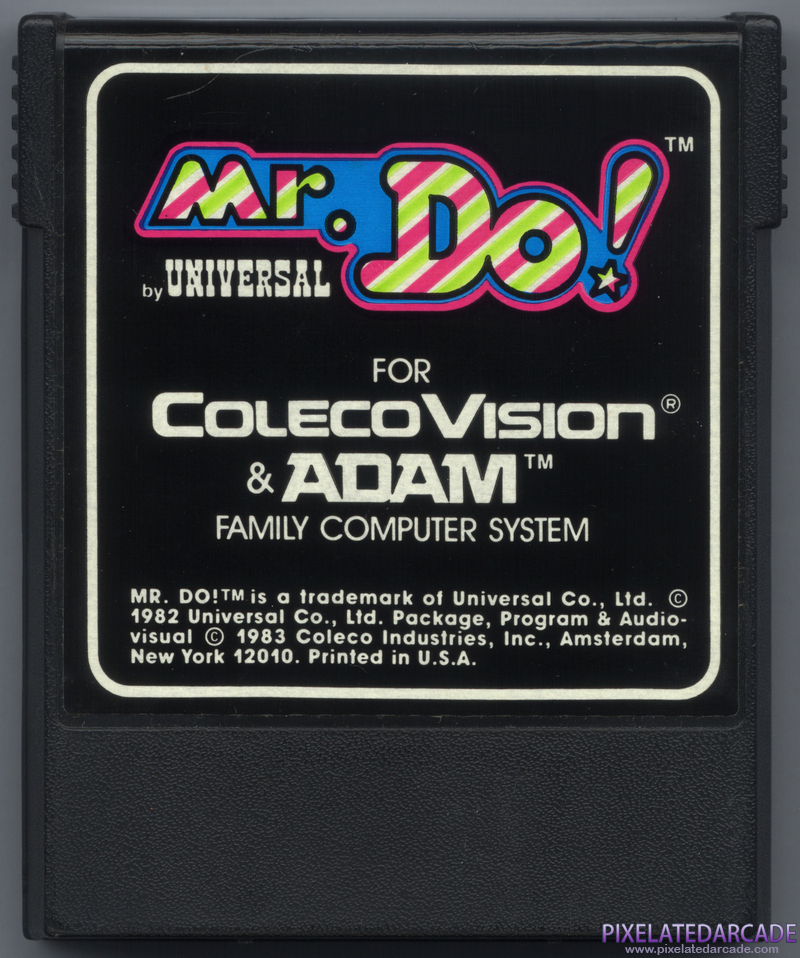 Mr. Do! TM
by UNIVERSAL
FOR
COLECOVISION®
& ADAM™
FAMILY COMPUTER SYSTEM
MR. DO!™ is a trademark of Universal Co., Ltd. ©
1982 Universal Co., Ltd. Package, Program & Audio-
visual © 1983 Coleco Industries, Inc., Amsterdam,
New York 12010. Printed in U.S.A.
PIXELATEDARCADE
www.pixelatedarcade.com